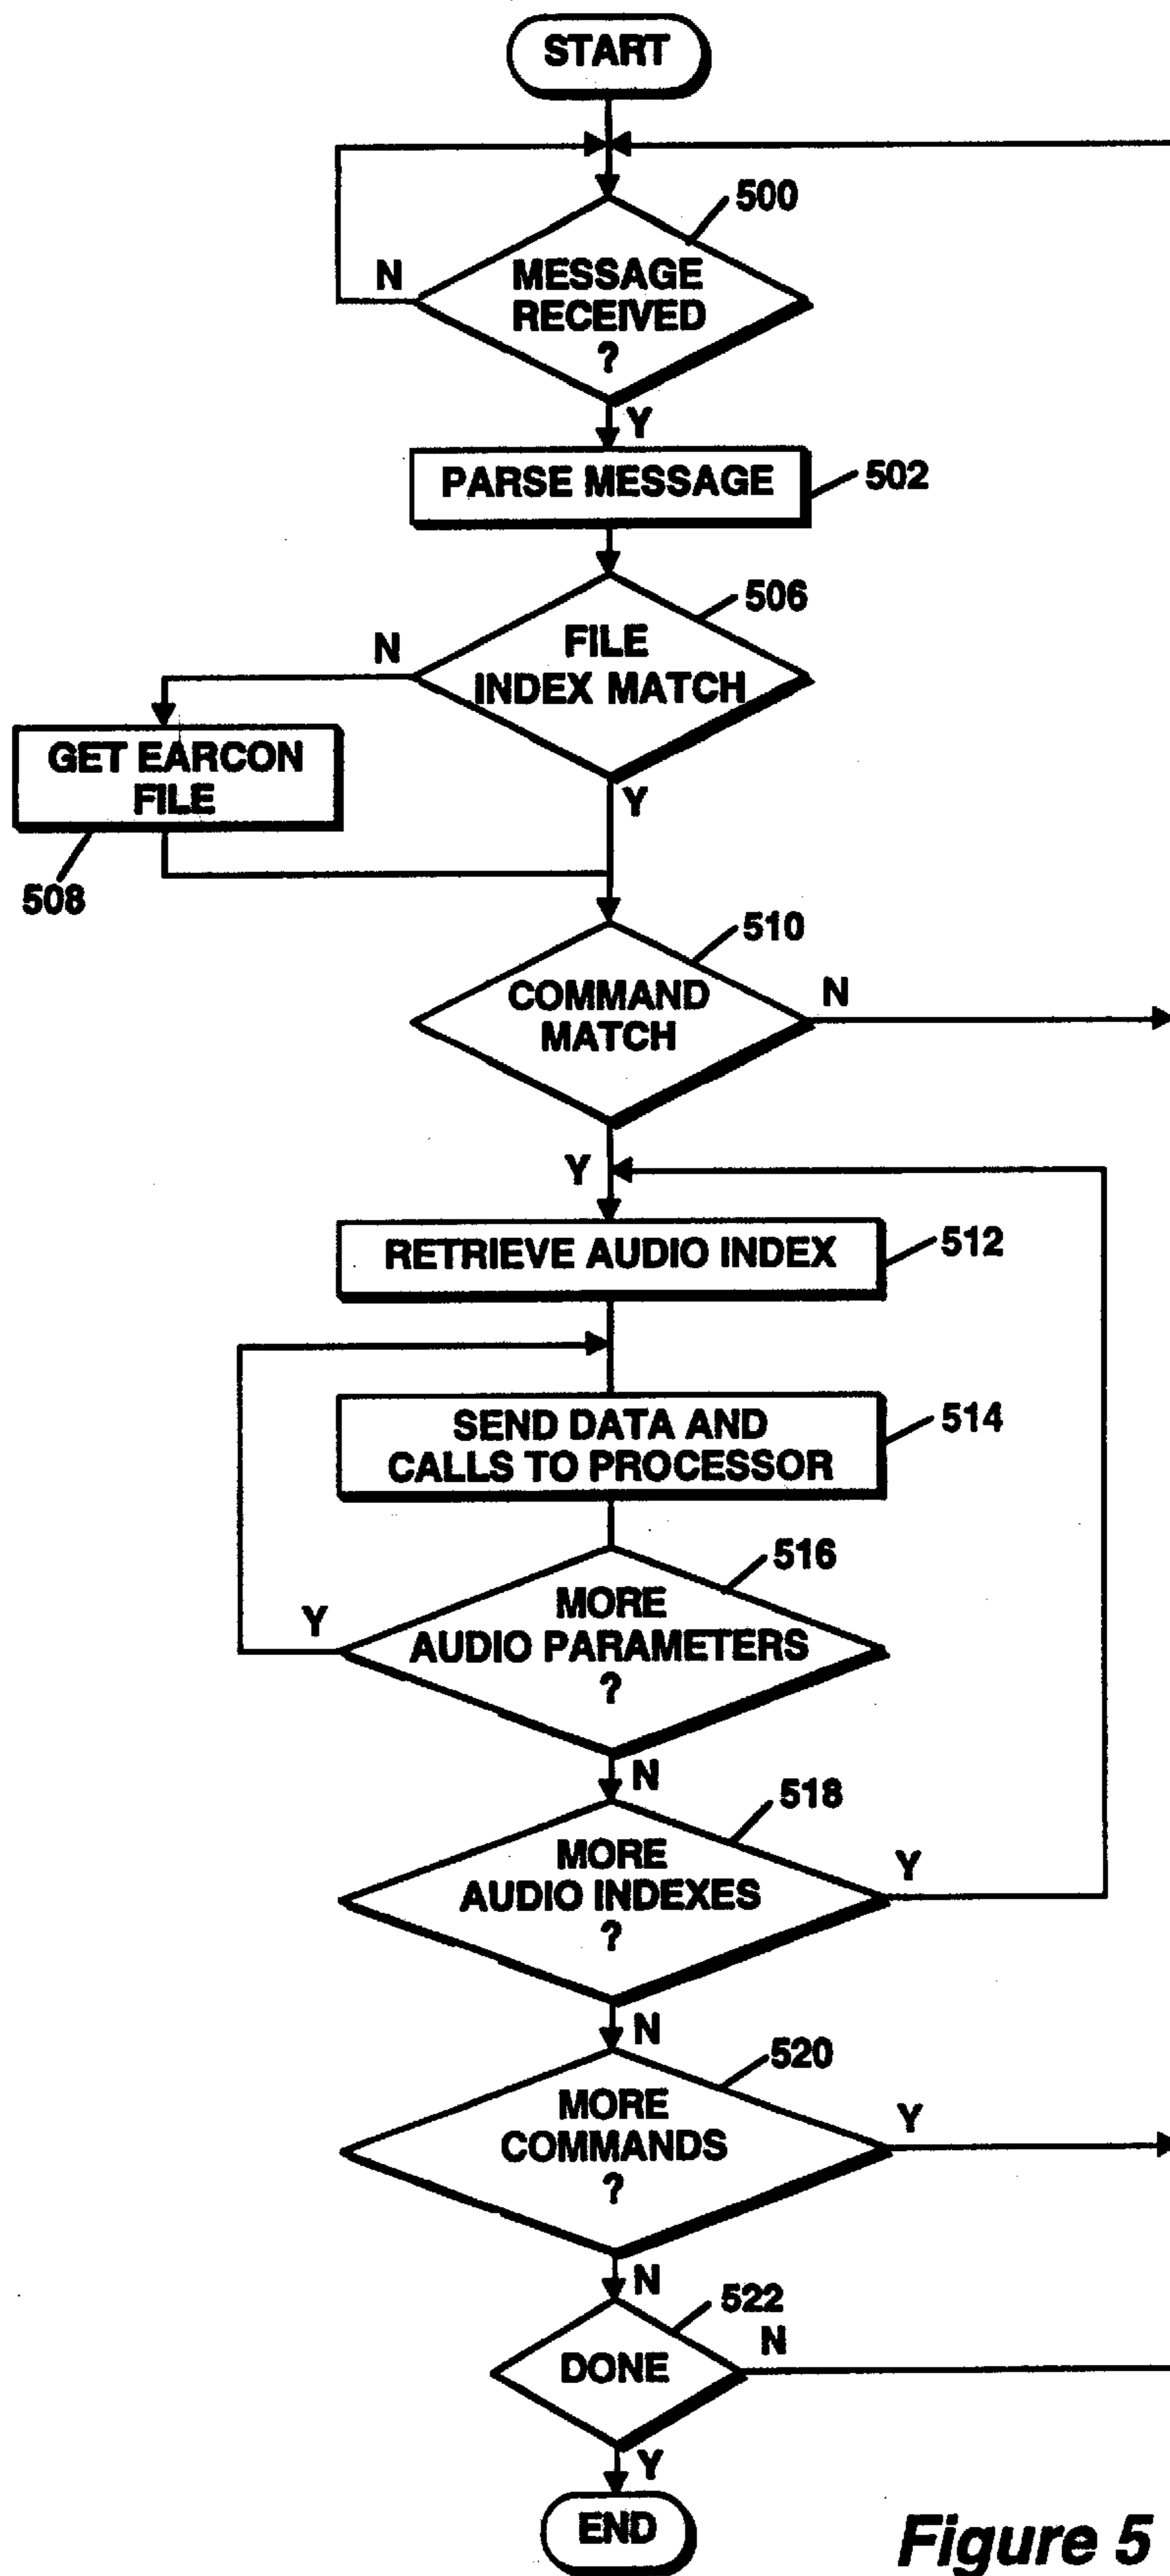 START
500
N
MESSAGE
RECEIVED
?
Y
PARSE MESSAGE
502
506
N
FILE
INDEX MATCH
GET EARCON
FILE
Y
508
510
COMMAND
MATCH
N
Y
RETRIEVE AUDIO INDEX
512
SEND DATA AND
CALLS TO PROCESSOR
514
516
MORE
AUDIO PARAMETERS
?
Y
N
518
MORE
AUDIO INDEXES
?
Y
N
520
MORE
COMMANDS
?
Y
N
522
DONE
N
Y
END
Figure 5